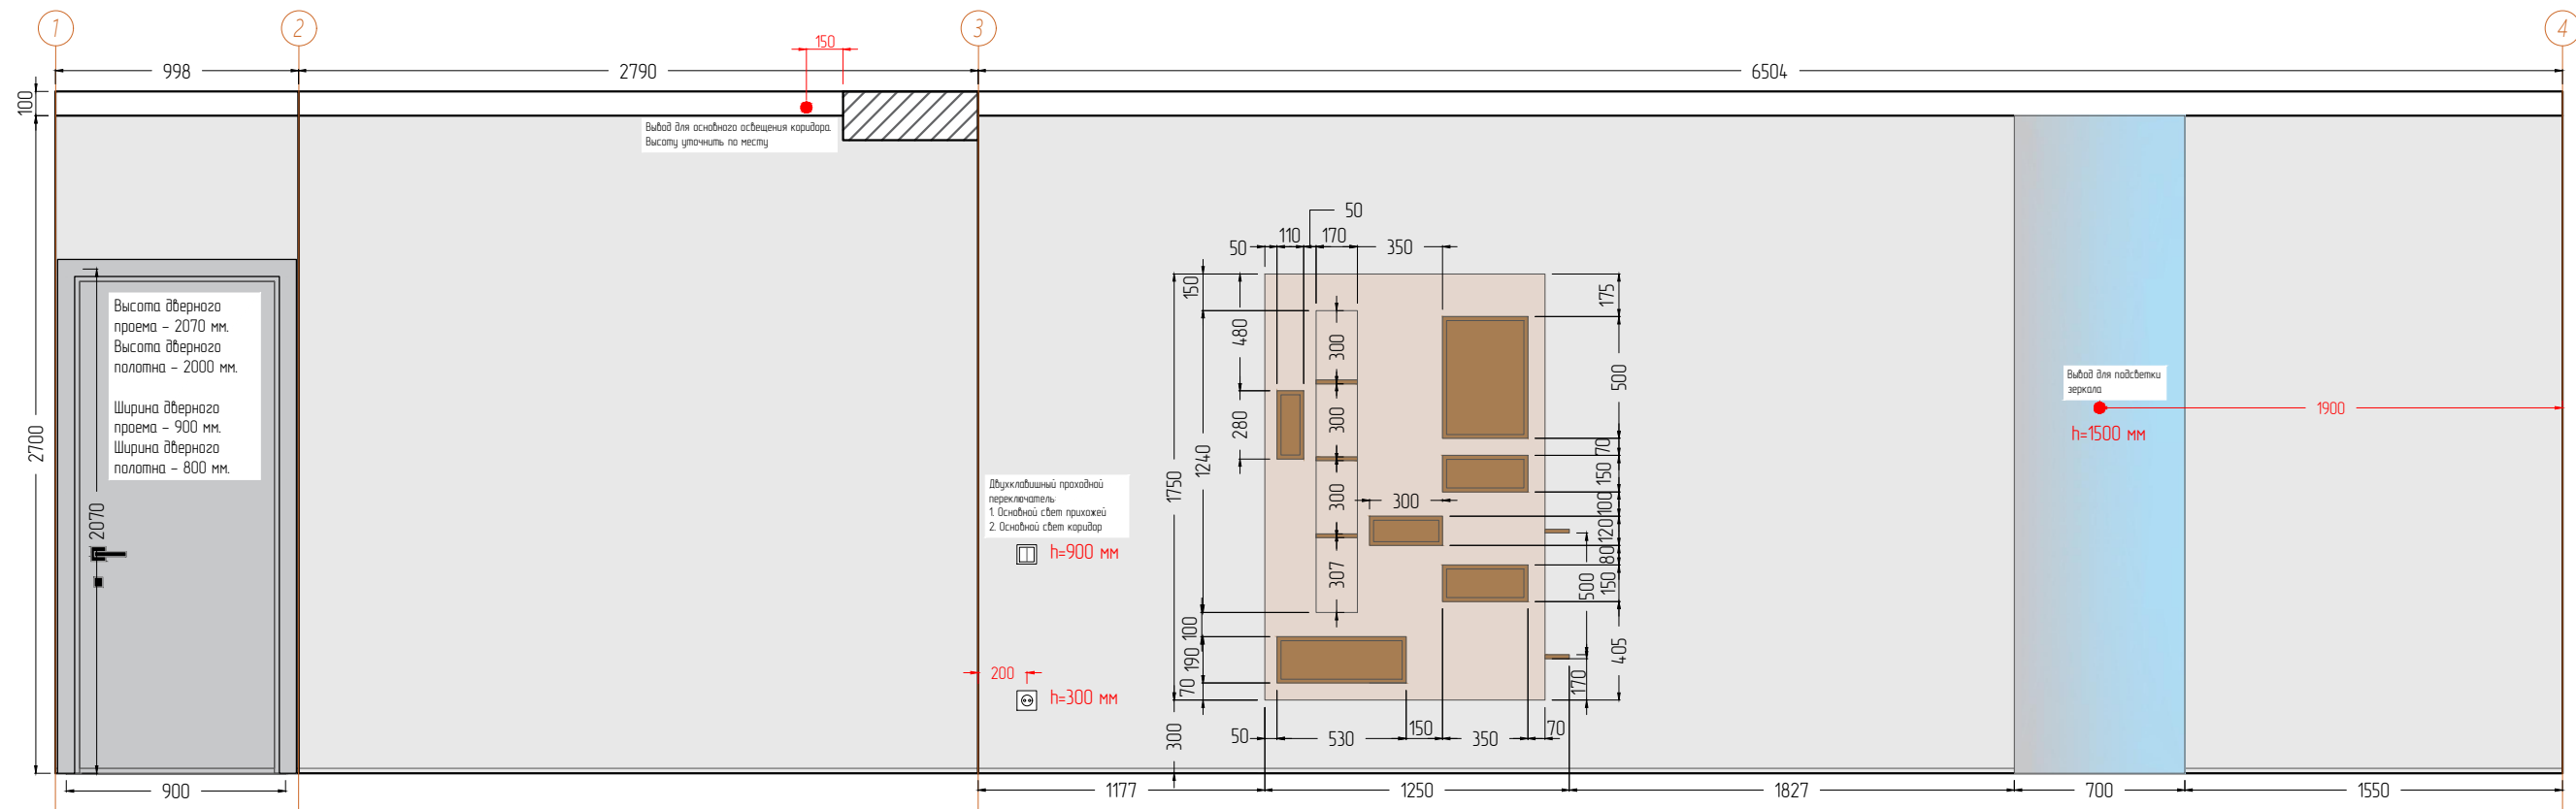 1
2
3
4
150
998
2790
6504
100
2700
Вывод для основного освещения коридора.
Высоту уточнить по месту
Высота дверного
проема – 2070 мм.
Высота дверного
полотна – 2000 мм.
Ширина дверного
проема – 900 мм.
Ширина дверного
полотна – 800 мм.
2070
900
Двухклавишный проходной
переключатель:
1. Основной свет прихожей
2. Основной свет коридор
h=900 мм
200
h=300 мм
50
50
110
170
350
150
480
280
1240
1750
300
300
300
307
300
100
190
70
300
175
500
70
150
100
120
80
150
500
405
170
50
530
150
350
70
Вывод для подсветки
зеркала
1900
h=1500 мм
1177
1250
1827
700
1550